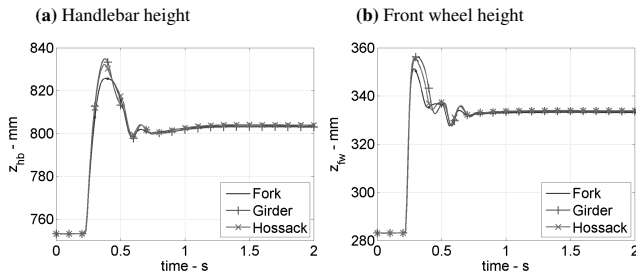 (a) Handlebar height
840
820
800
780
760
z_hb - mm
0 0.5 1 1.5 2
time - s
Fork
Girder
Hossack
(b) Front wheel height
360
340
320
300
280
z_fw - mm
0 0.5 1 1.5 2
time - s
Fork
Girder
Hossack